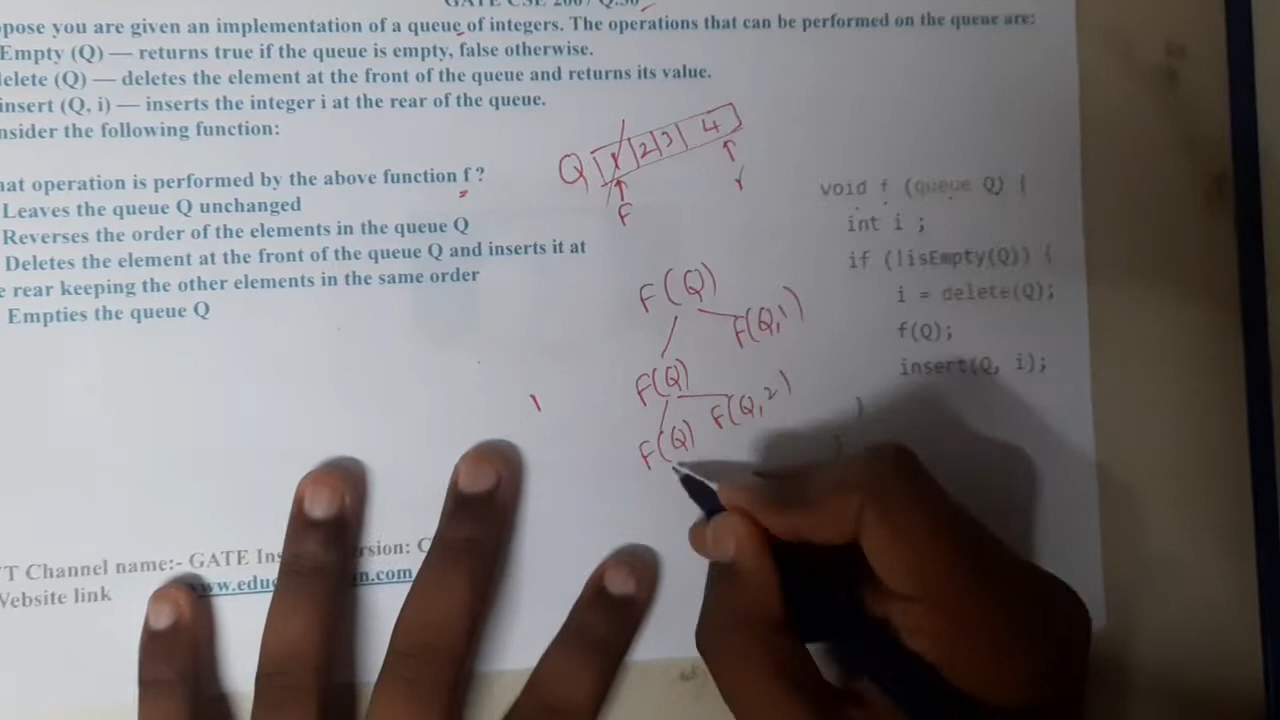 pose you are given an implementation of a queue of integers. The operations that can be performed on the queue are:
Empty (Q) — returns true if the queue is empty, false otherwise.
elete (Q) — deletes the element at the front of the queue and returns its value.
insert (Q, i) — inserts the integer i at the rear of the queue.
nsider the following function:
hat operation is performed by the above function f ?
Leaves the queue Q unchanged
Reverses the order of the elements in the queue Q
Deletes the element at the front of the queue Q and inserts it at
e rear keeping the other elements in the same order
Empties the queue Q
Q 1 2 3 4
F
r
F(Q)
F(Q,1)
F(Q)
F(Q,2)
F(Q)
1
void f (queue Q) {
int i ;
if (!isEmpty(Q)) {
i = delete(Q);
f(Q);
insert(Q, i);
}
}
T Channel name:- GATE Ins rsion: C
Website link